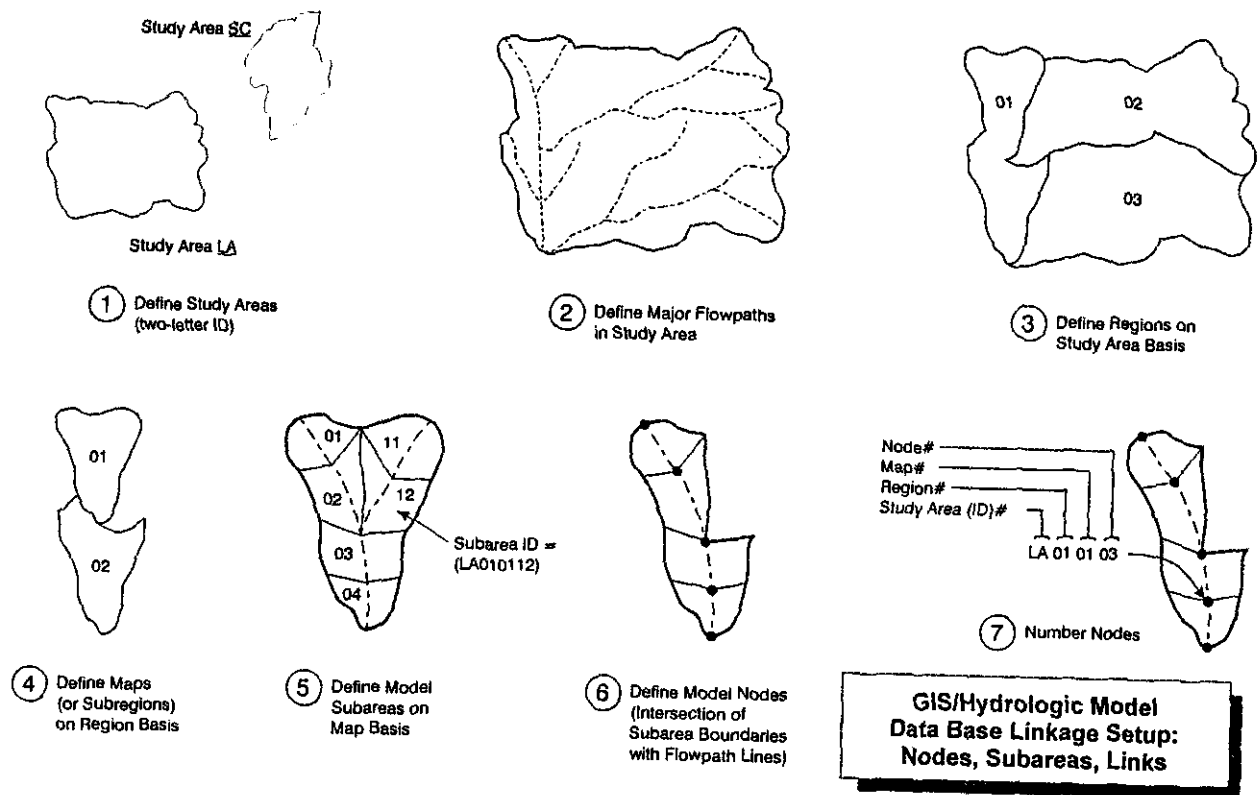 Study Area SC
Study Area LA
1 Define Study Areas
(two-letter ID)
2 Define Major Flowpaths
in Study Area
01
02
03
3 Define Regions on
Study Area Basis
01
02
4 Define Maps
(or Subregions)
on Region Basis
01
11
02
12
03
04
Subarea ID =
(LA010112)
5 Define Model
Subareas on
Map Basis
6 Define Model Nodes
(Intersection of
Subarea Boundaries
with Flowpath Lines)
Node#
Map#
Region#
Study Area (ID)#
LA 01 01 03
7 Number Nodes
GIS/Hydrologic Model
Data Base Linkage Setup:
Nodes, Subareas, Links